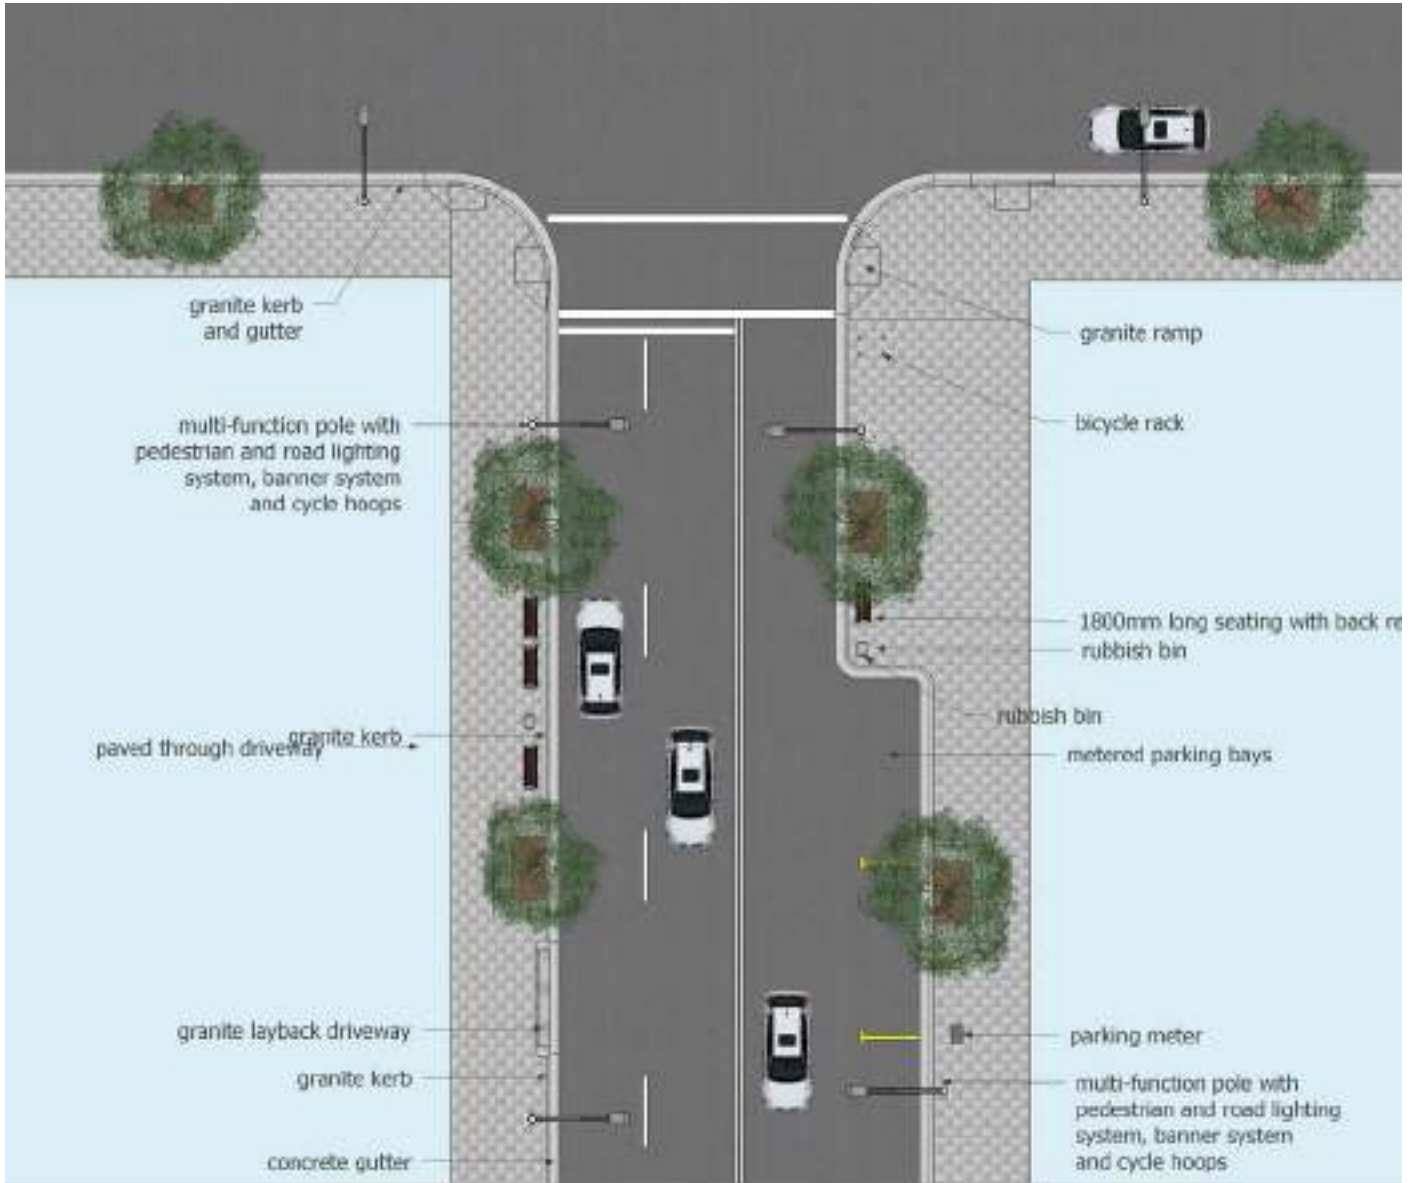 granite kerb
and gutter
granite ramp
multi-function pole with
pedestrian and road lighting
system, banner system
and cycle hoops
bicycle rack
1800mm long seating with back re
rubbish bin
rubbish bin
granite kerb
paved through driveway
metered parking bays
granite layback driveway
parking meter
granite kerb
multi-function pole with
pedestrian and road lighting
system, banner system
and cycle hoops
concrete gutter